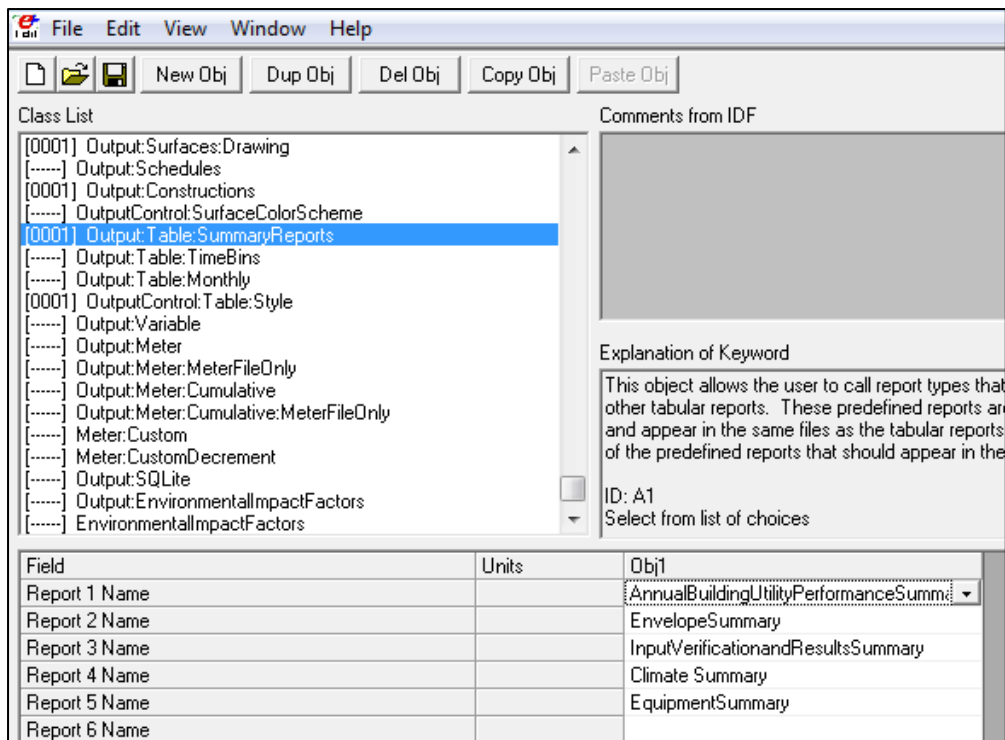 File Edit View Window Help
New Obj Dup Obj Del Obj Copy Obj Paste Obj
Class List
[0001] Output:Surfaces:Drawing
[------] Output:Schedules
[0001] Output:Constructions
[------] OutputControl:SurfaceColorScheme
[0001] Output:Table:SummaryReports
[------] Output:Table:TimeBins
[------] Output:Table:Monthly
[0001] OutputControl:Table:Style
[------] Output:Variable
[------] Output:Meter
[------] Output:Meter:MeterFileOnly
[------] Output:Meter:Cumulative
[------] Output:Meter:Cumulative:MeterFileOnly
[------] Meter:Custom
[------] Meter:CustomDecrement
[------] Output:SQLite
[------] Output:EnvironmentalImpactFactors
[------] EnvironmentalImpactFactors
Comments from IDF
Explanation of Keyword
This object allows the user to call report types that
other tabular reports. These predefined reports are
and appear in the same files as the tabular reports
of the predefined reports that should appear in the
ID: A1
Select from list of choices
Field Units Obj1
Report 1 Name AnnualBuildingUtilityPerformanceSumma
Report 2 Name EnvelopeSummary
Report 3 Name InputVerificationandResultsSummary
Report 4 Name Climate Summary
Report 5 Name EquipmentSummary
Report 6 Name